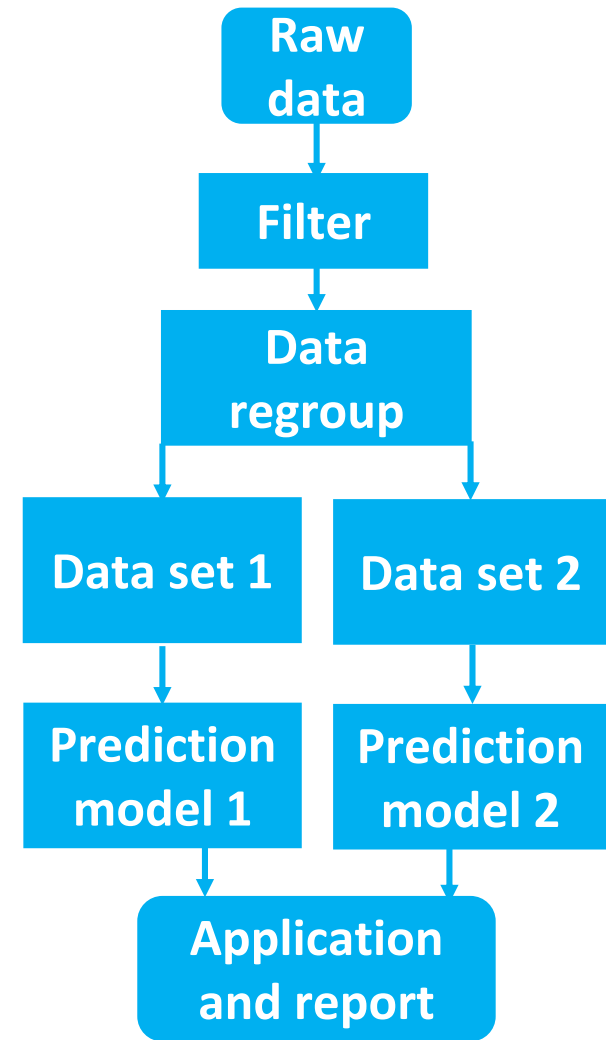 Raw
data
Filter
Data
regroup
Data set 1
Data set 2
Prediction
model 1
Prediction
model 2
Application
and report